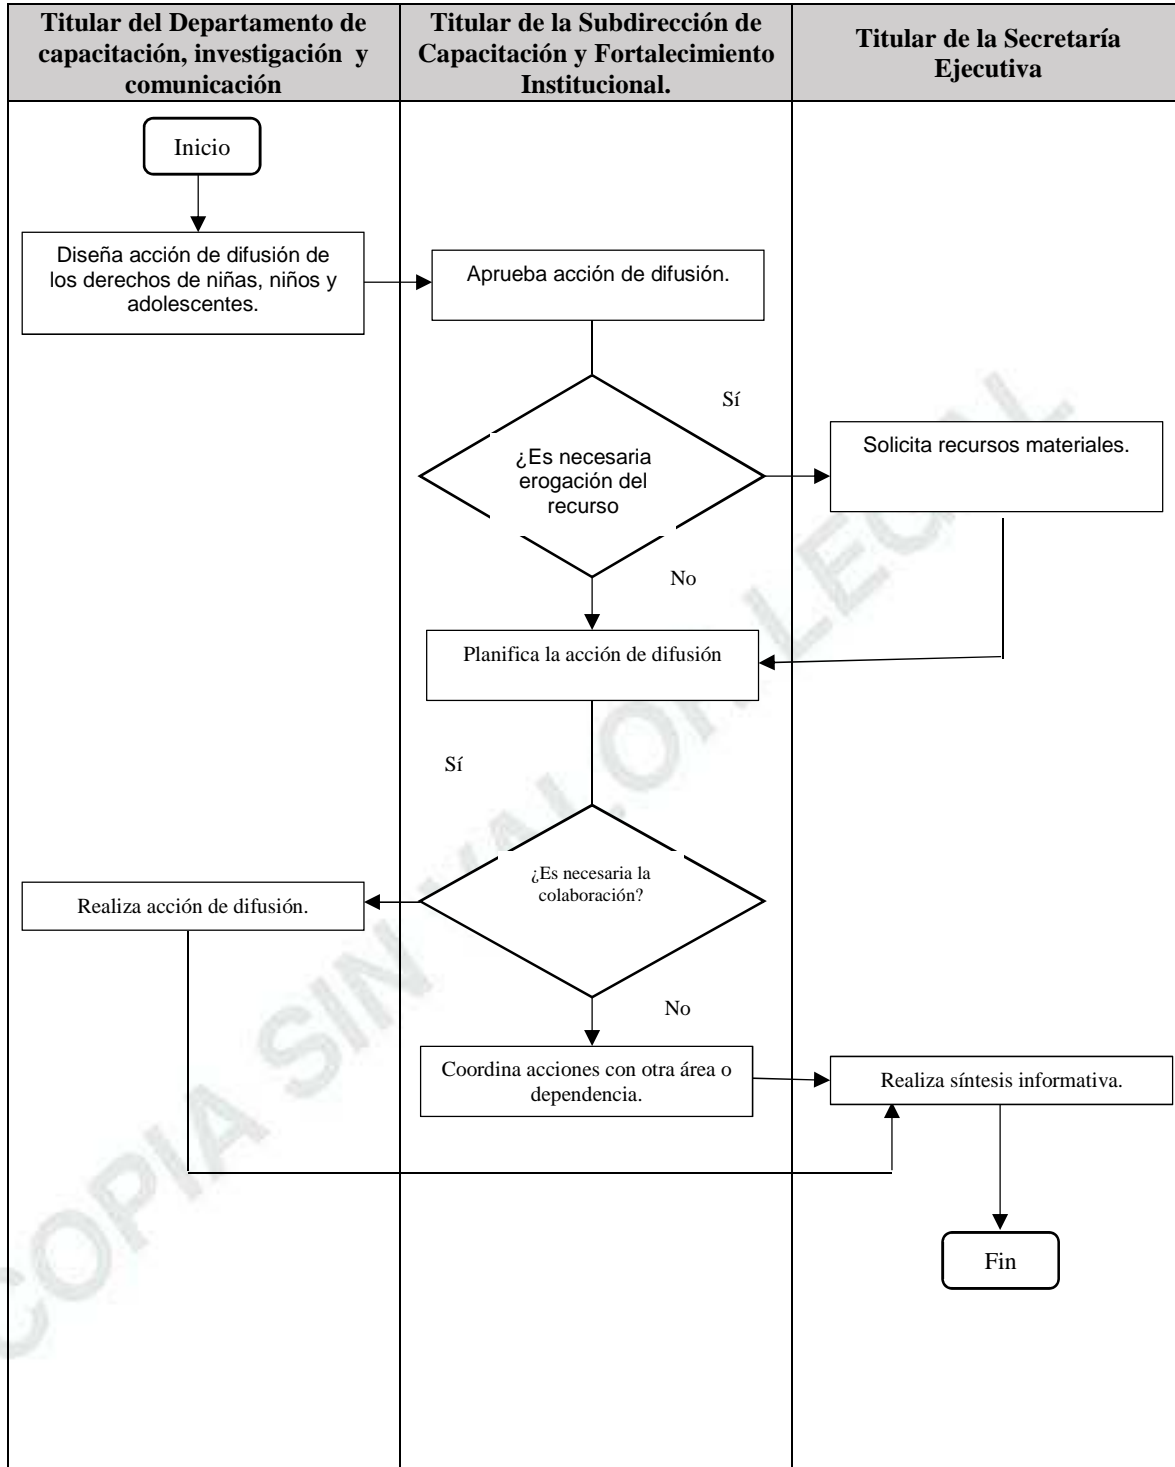 Titular del Departamento de
capacitación, investigación y
comunicación
Titular de la Subdirección de
Capacitación y Fortalecimiento
Institucional.
Titular de la Secretaría
Ejecutiva
Inicio
Diseña acción de difusión de
los derechos de niñas, niños y
adolescentes.
Aprueba acción de difusión.
Sí
¿Es necesaria
erogación del
recurso
Solicita recursos materiales.
No
Planifica la acción de difusión
Sí
¿Es necesaria la
colaboración?
Realiza acción de difusión.
No
Coordina acciones con otra área o
dependencia.
Realiza síntesis informativa.
Fin
COPIA SIN VALOR LEGAL